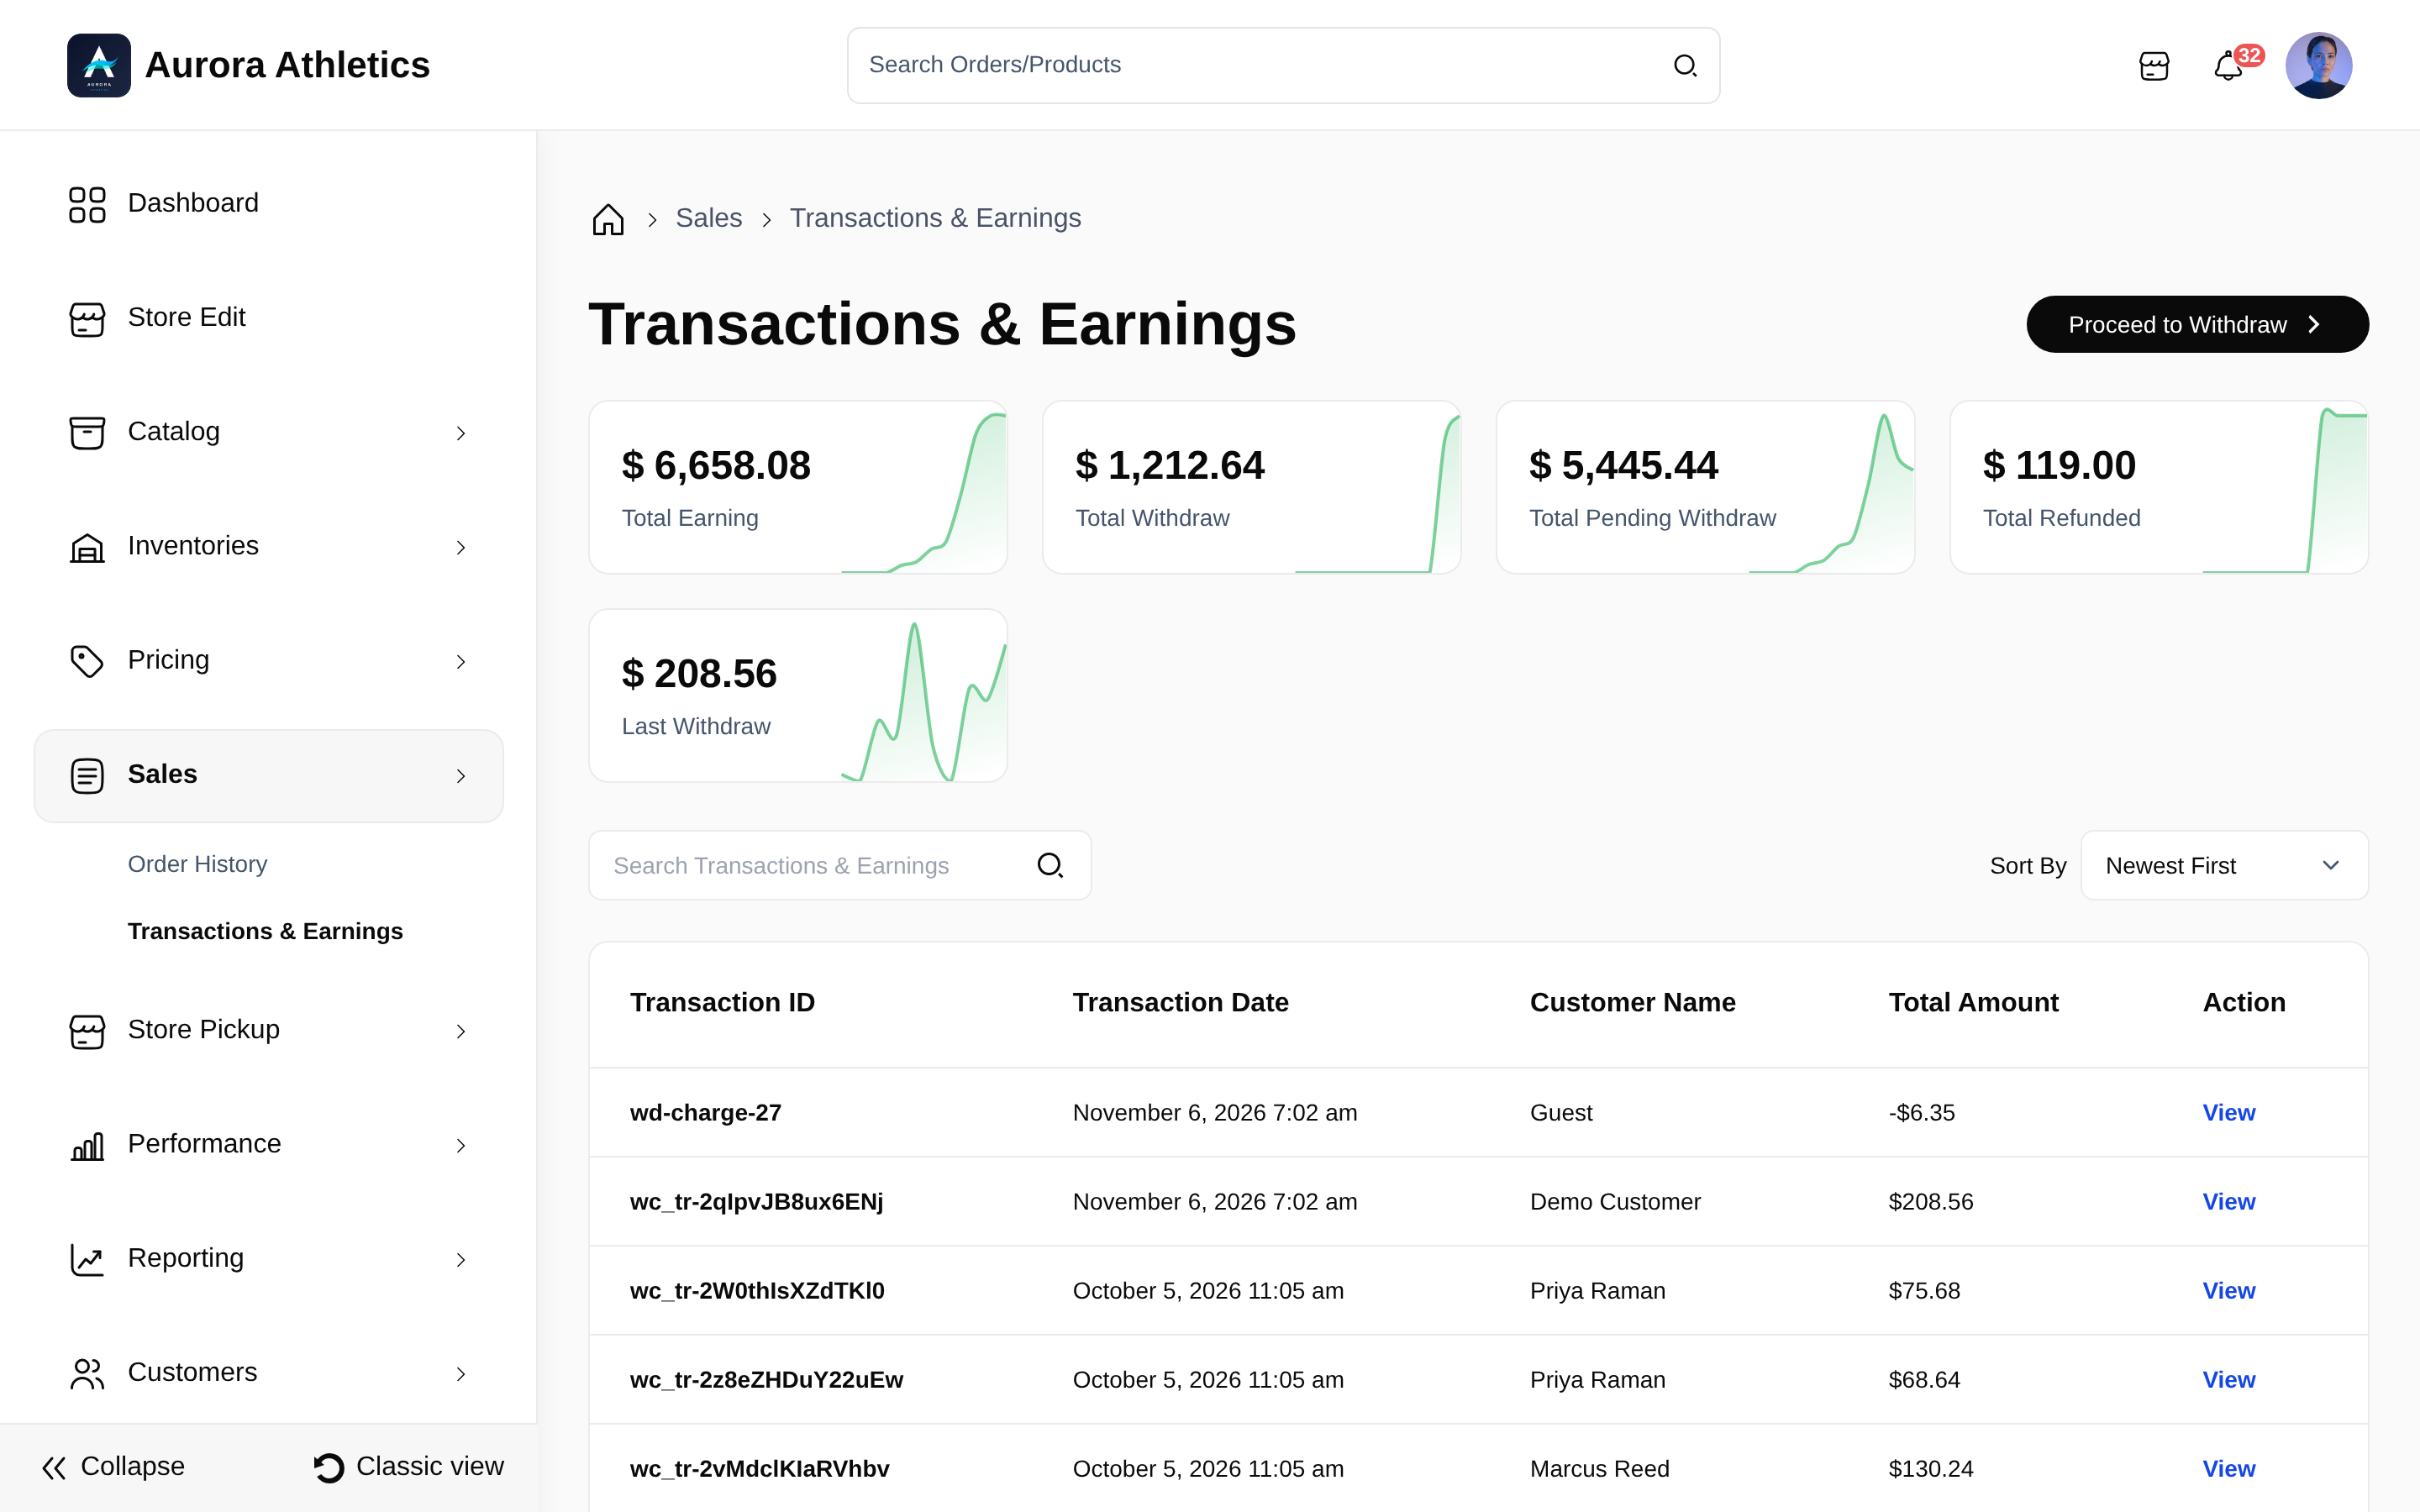 AURORA
Aurora Athletics
Search Orders/Products
32
Dashboard
Store Edit
Catalog
Inventories
Pricing
Sales
Order History
Transactions & Earnings
Store Pickup
Performance
Reporting
Customers
Collapse
Classic view
Sales
Transactions & Earnings
Transactions & Earnings
Proceed to Withdraw
$ 6,658.08
Total Earning
$ 1,212.64
Total Withdraw
$ 5,445.44
Total Pending Withdraw
$ 119.00
Total Refunded
$ 208.56
Last Withdraw
Search Transactions & Earnings
Sort By
Newest First
Transaction ID Transaction Date Customer Name Total Amount Action
wd-charge-27 November 6, 2026 7:02 am Guest -$6.35 View
wc_tr-2qIpvJB8ux6ENj November 6, 2026 7:02 am Demo Customer $208.56 View
wc_tr-2W0thIsXZdTKl0 October 5, 2026 11:05 am Priya Raman $75.68 View
wc_tr-2z8eZHDuY22uEw October 5, 2026 11:05 am Priya Raman $68.64 View
wc_tr-2vMdclKIaRVhbv October 5, 2026 11:05 am Marcus Reed $130.24 View